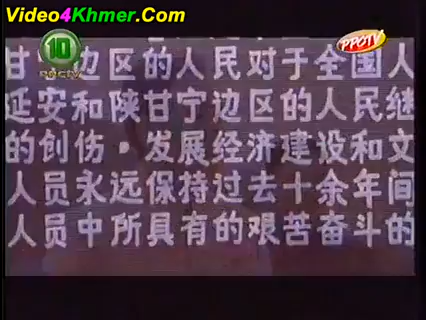 Video4Khmer.Com
10
PPCTV
PPCTV
甘宁边区的人民对于全国人
延安和陕甘宁边区的人民继
的创伤·发展经济建设和文
人员永远保持过去十余年间
人员中所具有的艰苦奋斗的